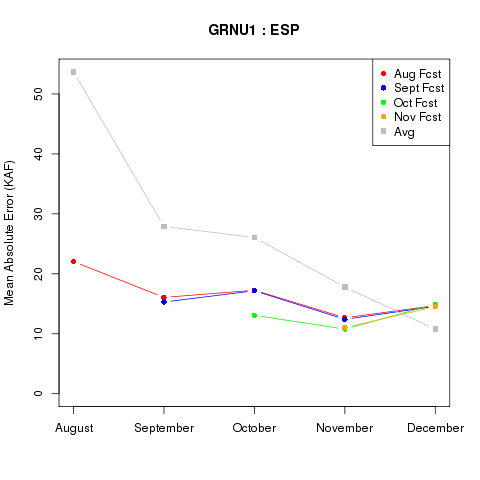 GRNU1 : ESP
Aug Fcst
Sept Fcst
Oct Fcst
Nov Fcst
Avg
Mean Absolute Error (KAF)
50
40
30
20
10
0
August
September
October
November
December